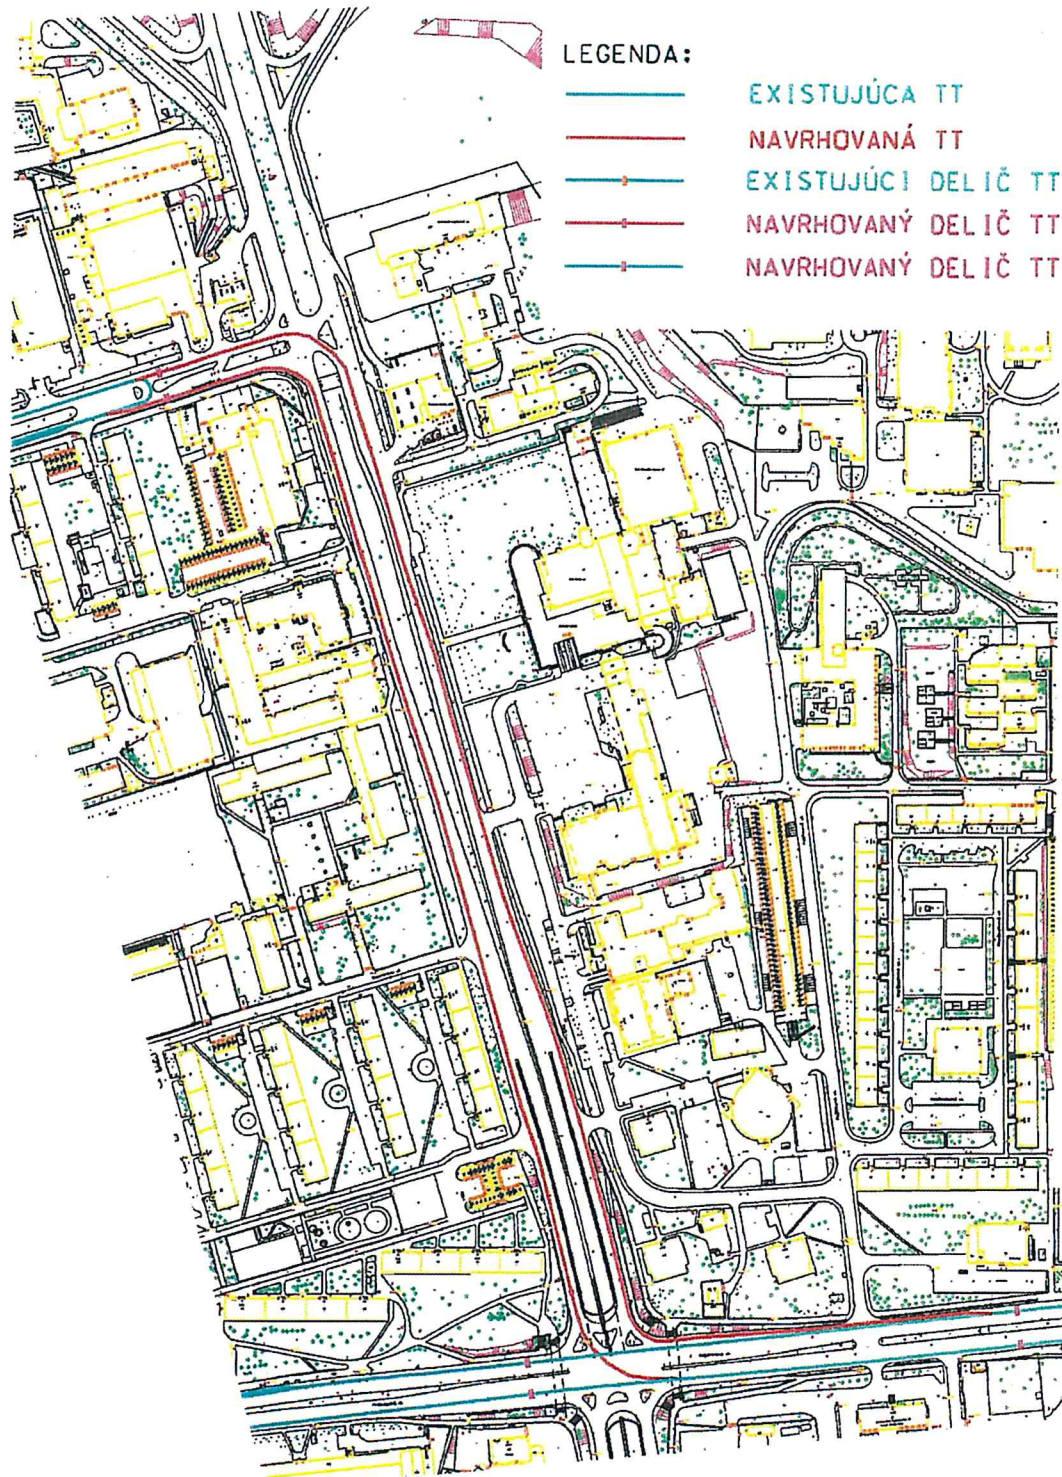 LEGENDA:
EXISTUJÚCA TT
NAVRHOVANÁ TT
EXISTUJÚCI DELIČ TT
NAVRHOVANÝ DELIČ TT
NAVRHOVANÝ DELIČ TT